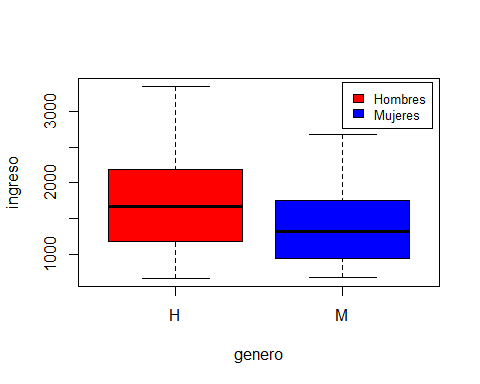 Hombres
Mujeres
ingreso
3000
2000
1000
H M
genero